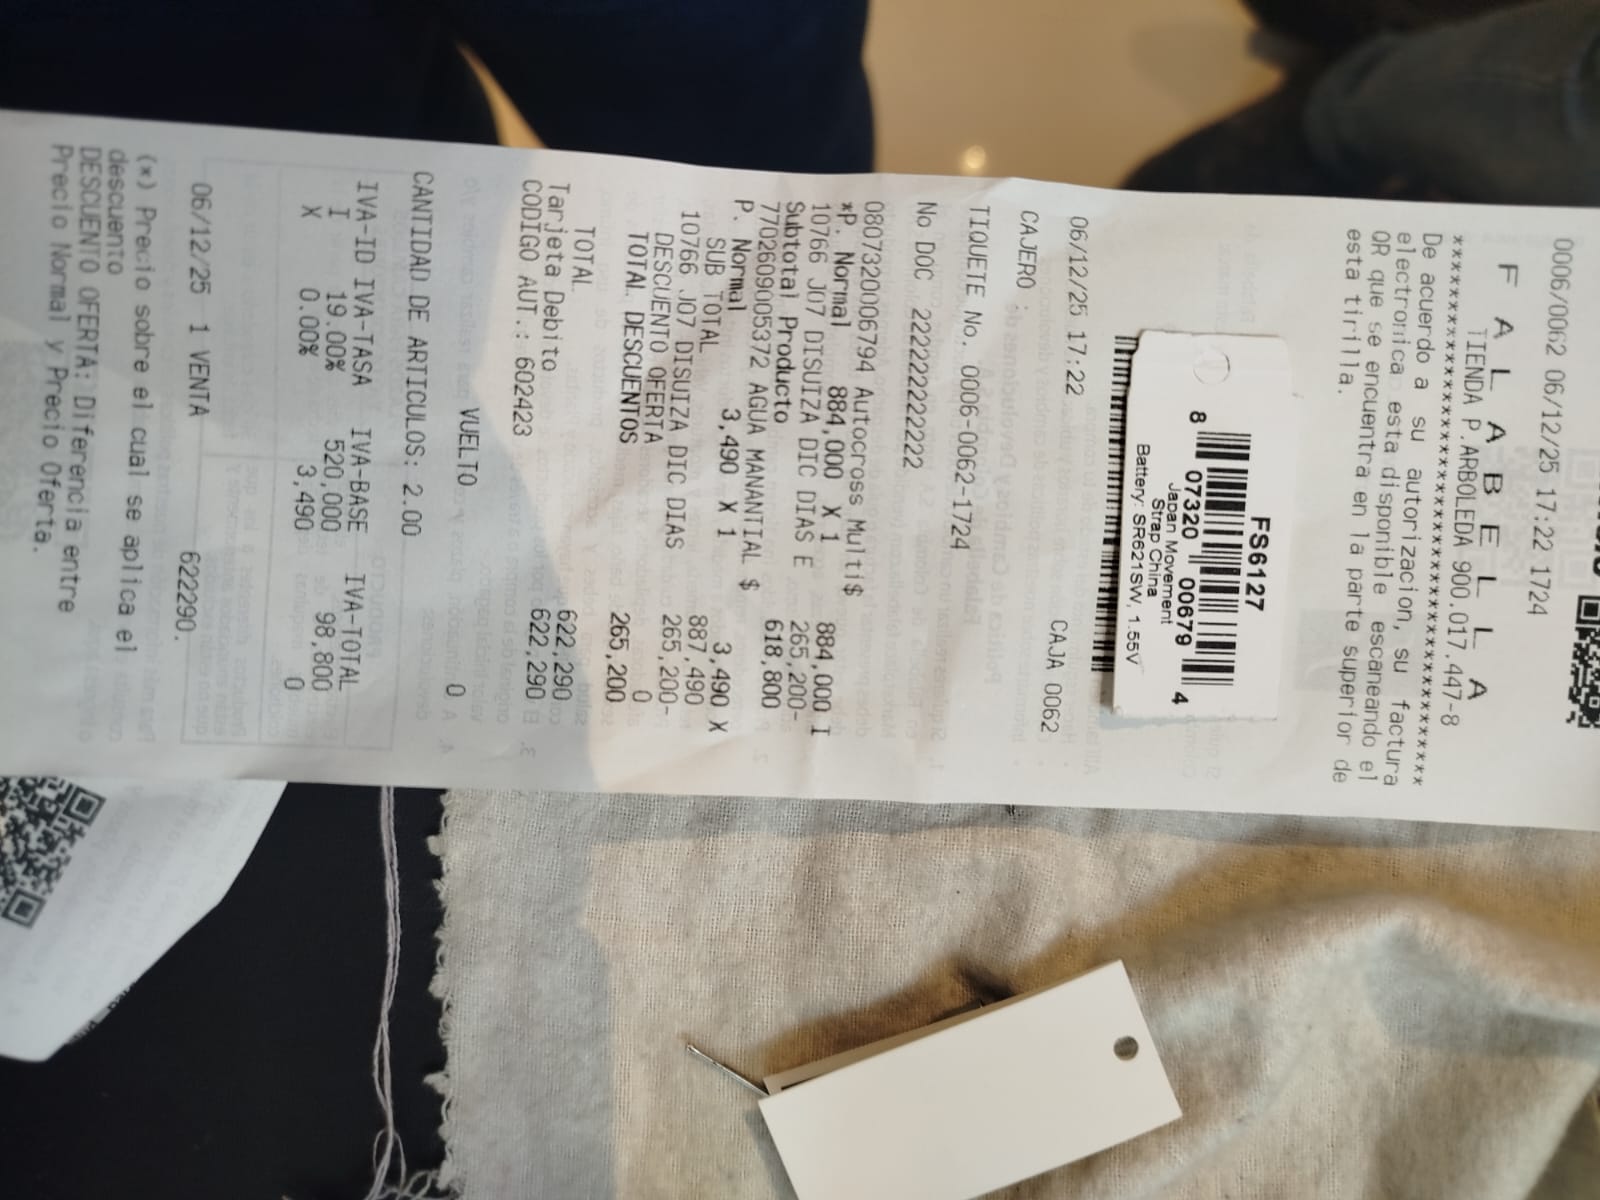 0006/0062 06/12/25 17:22 1724
F A L A B E L L A
TIENDA P.ARBOLEDA 900.017.447-8
****************************************
De acuerdo a su autorizacion, su factura
electronica esta disponible escaneando el
QR que se encuentra en la parte superior de
esta tirilla.
FS6127
8 07320 00679 4
Japan Movement
Strap China
Battery: SR621SW, 1.55V
06/12/25 17:22 CAJA 0062
CAJERO :
TIQUETE No. 0006-0062-1724
No DOC 222222222222
0807320006794 Autocross Multi$ 884,000 I
*P. Normal 884,000 X 1
10766 J07 DISUIZA DIC DIAS E 265,200-
Subtotal Producto 618,800
7702609005372 AGUA MANANTIAL $ 3,490 X
P. Normal 3,490 X 1
SUB TOTAL 887,490
10766 J07 DISUIZA DIC DIAS 265,200-
DESCUENTO OFERTA 0
TOTAL DESCUENTOS 265,200
TOTAL 622,290
Tarjeta Debito 622,290
CODIGO AUT.: 602423
VUELTO 0
CANTIDAD DE ARTICULOS: 2.00
IVA-ID IVA-TASA IVA-BASE IVA-TOTAL
I 19.00% 520,000 98,800
X 0.00% 3,490 0
06/12/25 1 VENTA 622290.
(*) Precio sobre el cual se aplica el
descuento
DESCUENTO OFERTA: Diferencia entre
Precio Normal y Precio Oferta.